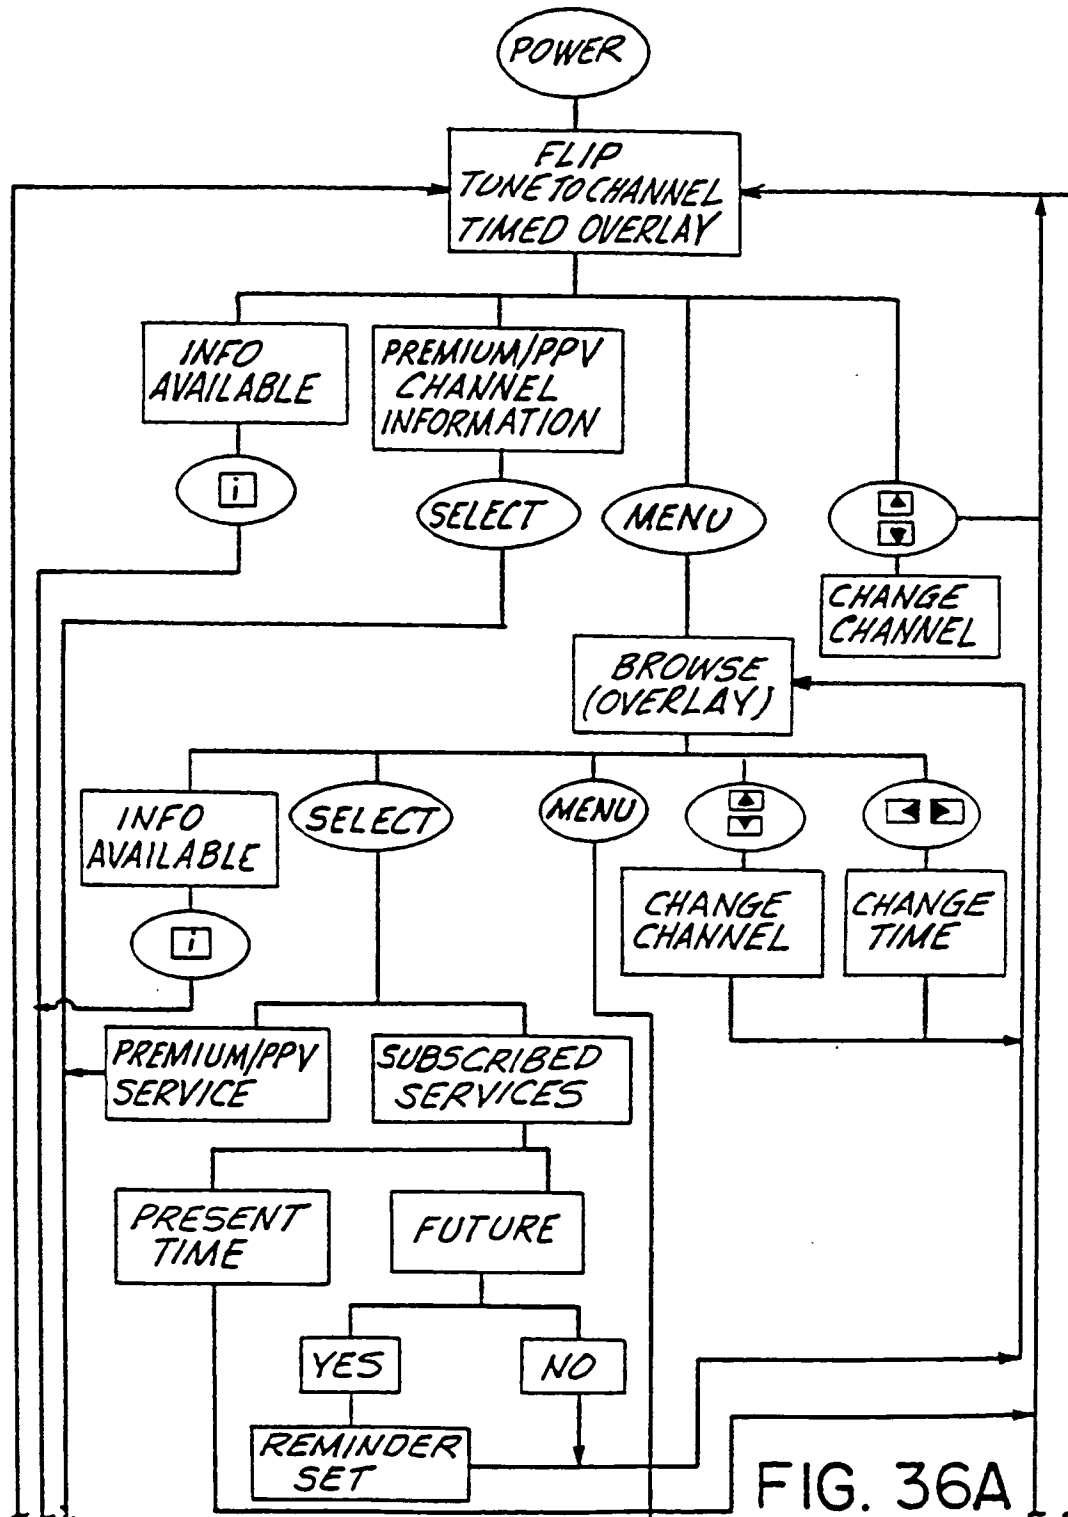 POWER
FLIP
TUNE TO CHANNEL
TIMED OVERLAY
INFO
AVAILABLE
PREMIUM/PPV
CHANNEL
INFORMATION
i
SELECT
MENU
CHANGE
CHANNEL
BROWSE
(OVERLAY)
INFO
AVAILABLE
SELECT
MENU
CHANGE
CHANNEL
CHANGE
TIME
i
PREMIUM/PPV
SERVICE
SUBSCRIBED
SERVICES
PRESENT
TIME
FUTURE
YES
NO
REMINDER
SET
FIG. 36A